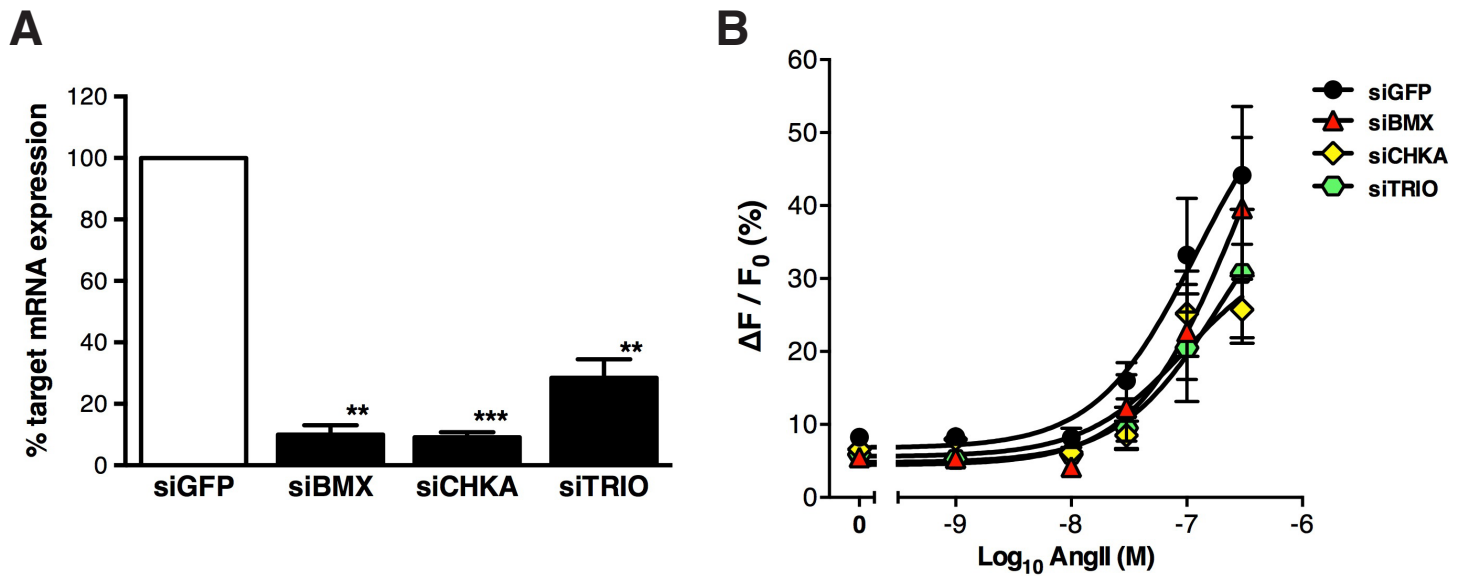 A
% target mRNA expression
120
100
80
60
40
20
0
**
***
**
siGFP siBMX siCHKA siTRIO
B
ΔF / F0 (%)
60
50
40
30
20
10
0
0 -9 -8 -7 -6
Log10 AngII (M)
siGFP
siBMX
siCHKA
siTRIO